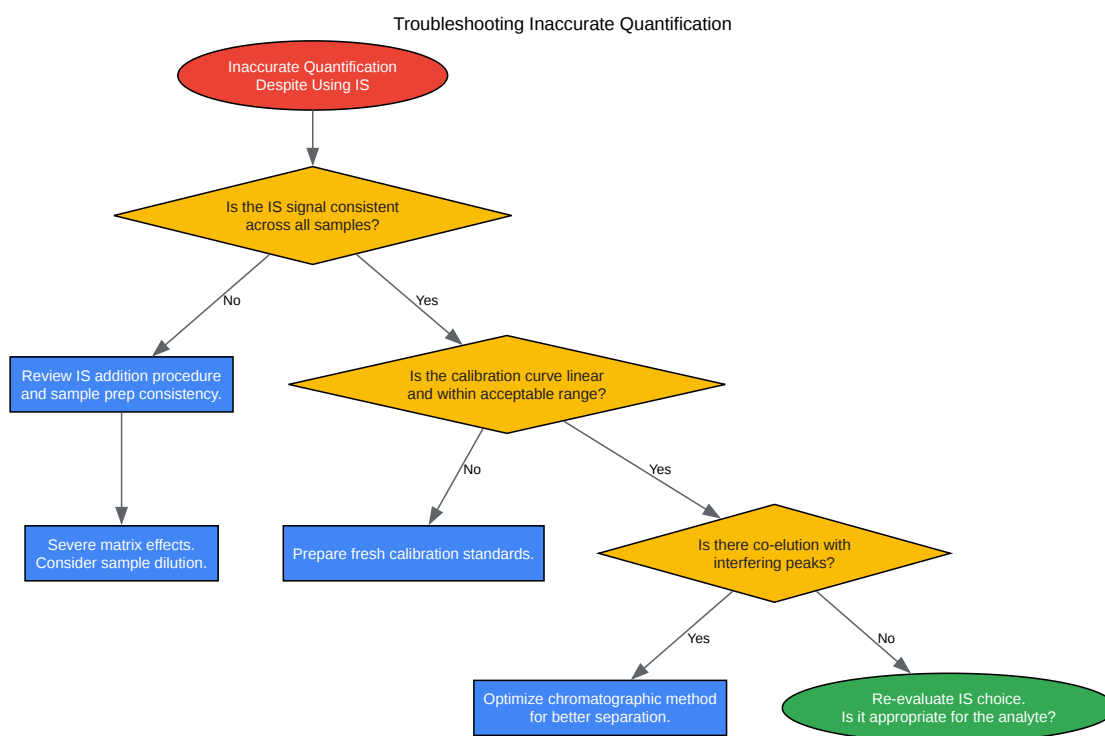 Troubleshooting Inaccurate Quantification
Inaccurate Quantification
Despite Using IS
Is the IS signal consistent
across all samples?
No
Yes
Review IS addition procedure
and sample prep consistency.
Is the calibration curve linear
and within acceptable range?
No
Yes
Severe matrix effects.
Consider sample dilution.
Prepare fresh calibration standards.
Is there co-elution with
interfering peaks?
Yes
No
Optimize chromatographic method
for better separation.
Re-evaluate IS choice.
Is it appropriate for the analyte?